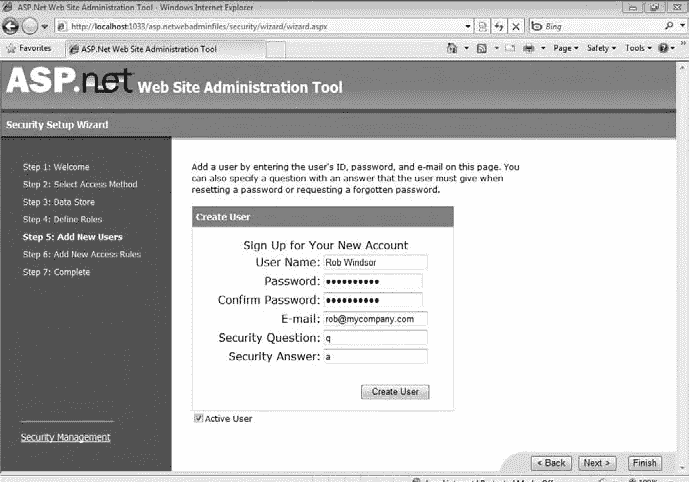 ASP.Net Web Site Administration Tool - Windows Internet Explorer
http://localhost:1033/asp.netwebadminfiles/security/wizard/wizard.aspx
Bing
Favorites
ASP.Net Web Site Administration Tool
Page
Safety
Tools
ASP.net Web Site Administration Tool
Security Setup Wizard
Step 1: Welcome
Step 2: Select Access Method
Step 3: Data Store
Step 4: Define Roles
Step 5: Add New Users
Step 6: Add New Access Rules
Step 7: Complete
Security Management
Add a user by entering the user's ID, password, and e-mail on this page. You
can also specify a question with an answer that the user must give when
resetting a password or requesting a forgotten password.
Create User
Sign Up for Your New Account
User Name: Rob Windsor
Password: ●●●●●●●●●●
Confirm Password: ●●●●●●●●●●
E-mail: rob@mycompany.com
Security Question: q
Security Answer: a
Create User
Active User
< Back
Next >
Finish